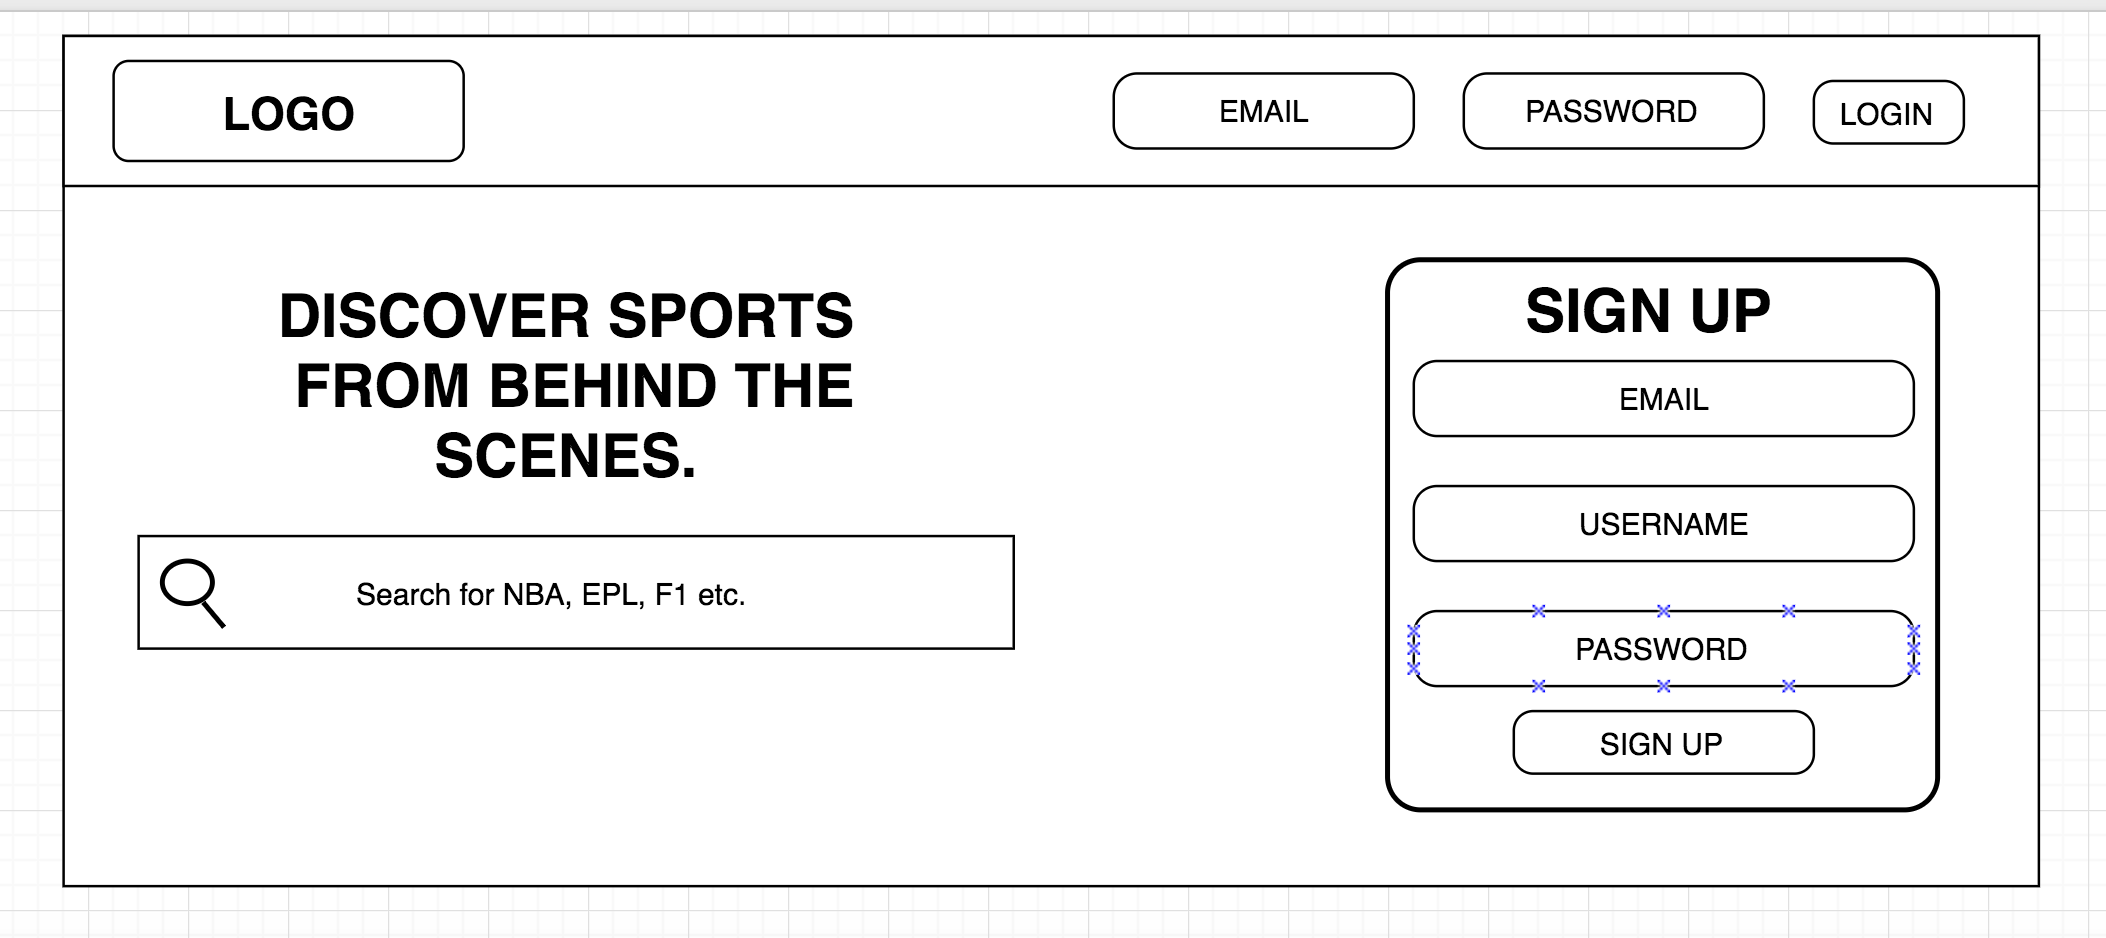 LOGO
EMAIL
PASSWORD
LOGIN
DISCOVER SPORTS
FROM BEHIND THE
SCENES.
Search for NBA, EPL, F1 etc.
SIGN UP
EMAIL
USERNAME
PASSWORD
SIGN UP